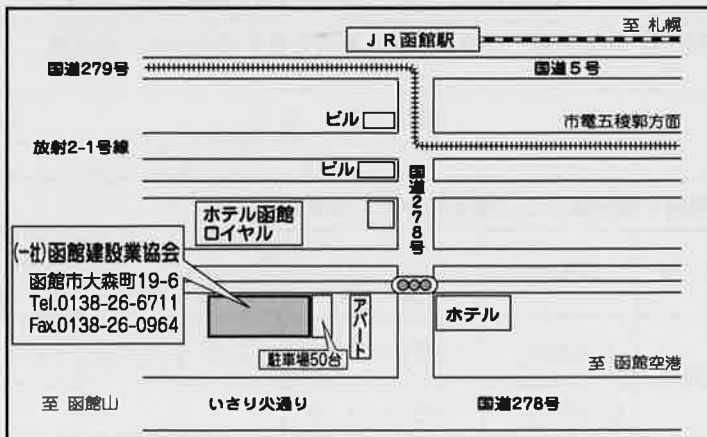 至 札幌
JR函館駅
国道279号
国道5号
ビル
市電五稜郭方面
放射2-1号線
ビル
国道278号
ホテル函館
ロイヤル
(一社)函館建設業協会
函館市大森町19-6
Tel.0138-26-6711
Fax.0138-26-0964
アパート
ホテル
駐車場50台
至 函館空港
至 函館山
いさり火通り
国道278号